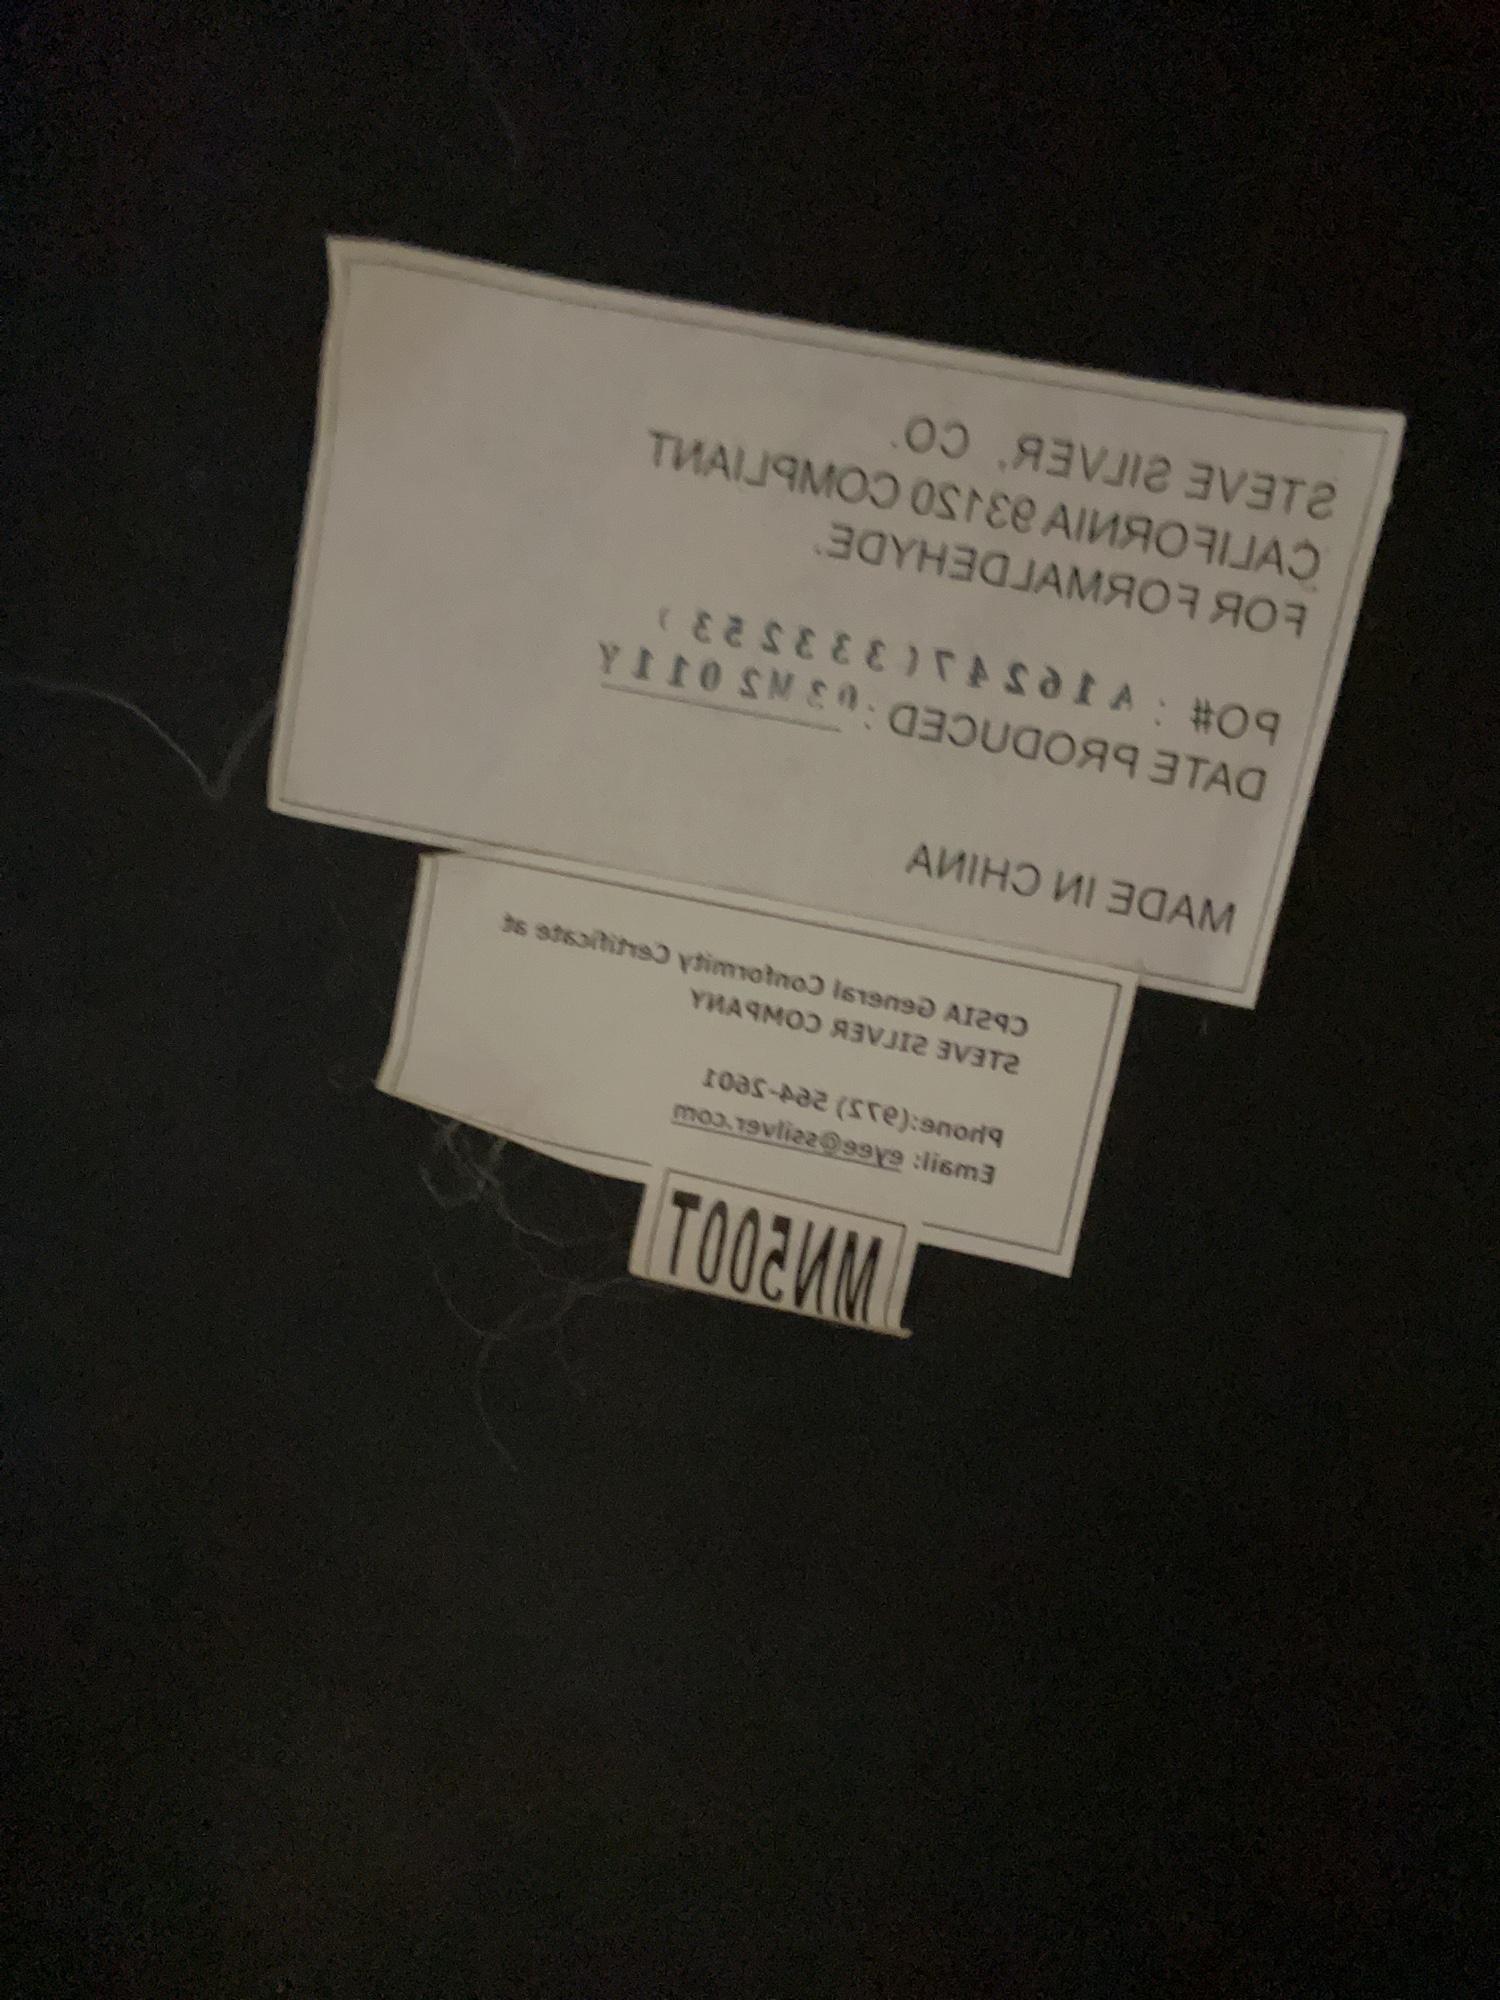 STEVE SILVER, CO.
CALIFORNIA 93120 COMPLIANT
FOR FORMALDEHYDE.
PO# : A16247(333253)
DATE PRODUCED: 03M2011Y
MADE IN CHINA
CPSIA General Conformity Certificate at
STEVE SILVER COMPANY
Phone:(972) 564-2601
Email: eyee@ssilver.com
MN500T